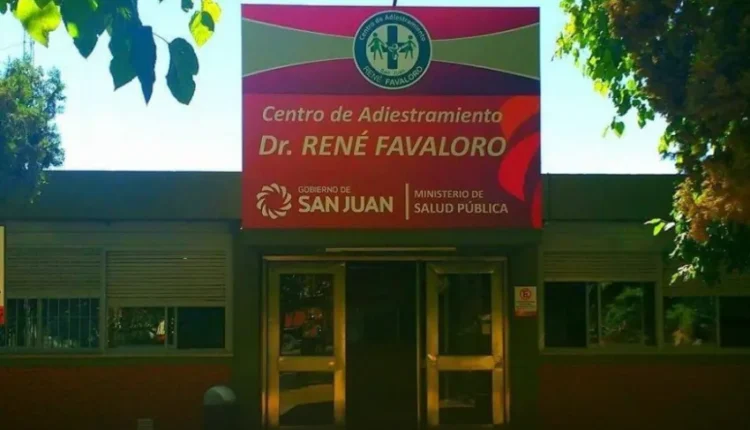 Centro de Adiestramiento
RENÉ FAVALORO
Centro de Adiestramiento
Dr. RENÉ FAVALORO
GOBIERNO DE
SAN JUAN
MINISTERIO DE
SALUD PÚBLICA